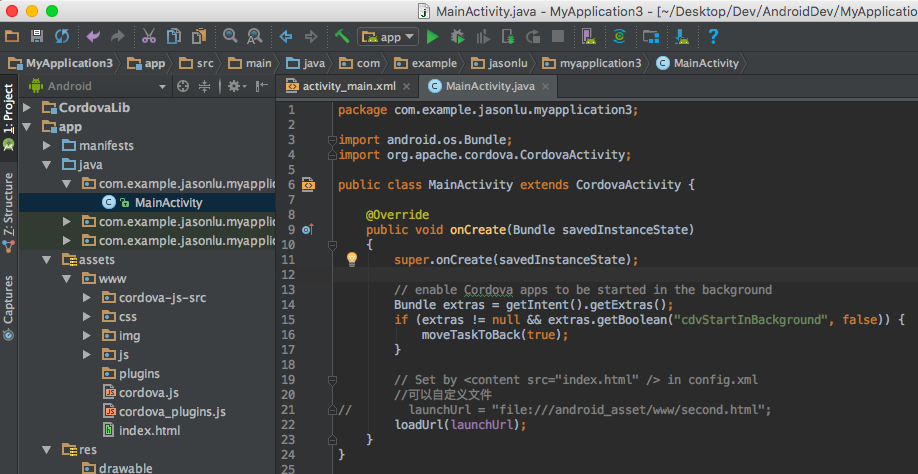 MainActivity.java - MyApplication3 - [~/Desktop/Dev/AndroidDev/MyApplication
app
MyApplication3 app src main java com example jasonlu myapplication3 MainActivity
Android
activity_main.xml MainActivity.java
1: Project
Z: Structure
Captures
CordovaLib
app
manifests
java
com.example.jasonlu.myapplic
MainActivity
com.example.jasonlu.myapplic
com.example.jasonlu.myapplic
assets
www
cordova-js-src
css
img
js
plugins
cordova.js
cordova_plugins.js
index.html
res
drawable
1 package com.example.jasonlu.myapplication3;
2
3 import android.os.Bundle;
4 import org.apache.cordova.CordovaActivity;
5
6 public class MainActivity extends CordovaActivity {
7
8 @Override
9 public void onCreate(Bundle savedInstanceState)
10 {
11 super.onCreate(savedInstanceState);
12
13 // enable Cordova apps to be started in the background
14 Bundle extras = getIntent().getExtras();
15 if (extras != null && extras.getBoolean("cdvStartInBackground", false)) {
16 moveTaskToBack(true);
17 }
18
19 // Set by <content src="index.html" /> in config.xml
20 //可以自定义文件
21 // launchUrl = "file:///android_asset/www/second.html";
22 loadUrl(launchUrl);
23 }
24 }
25